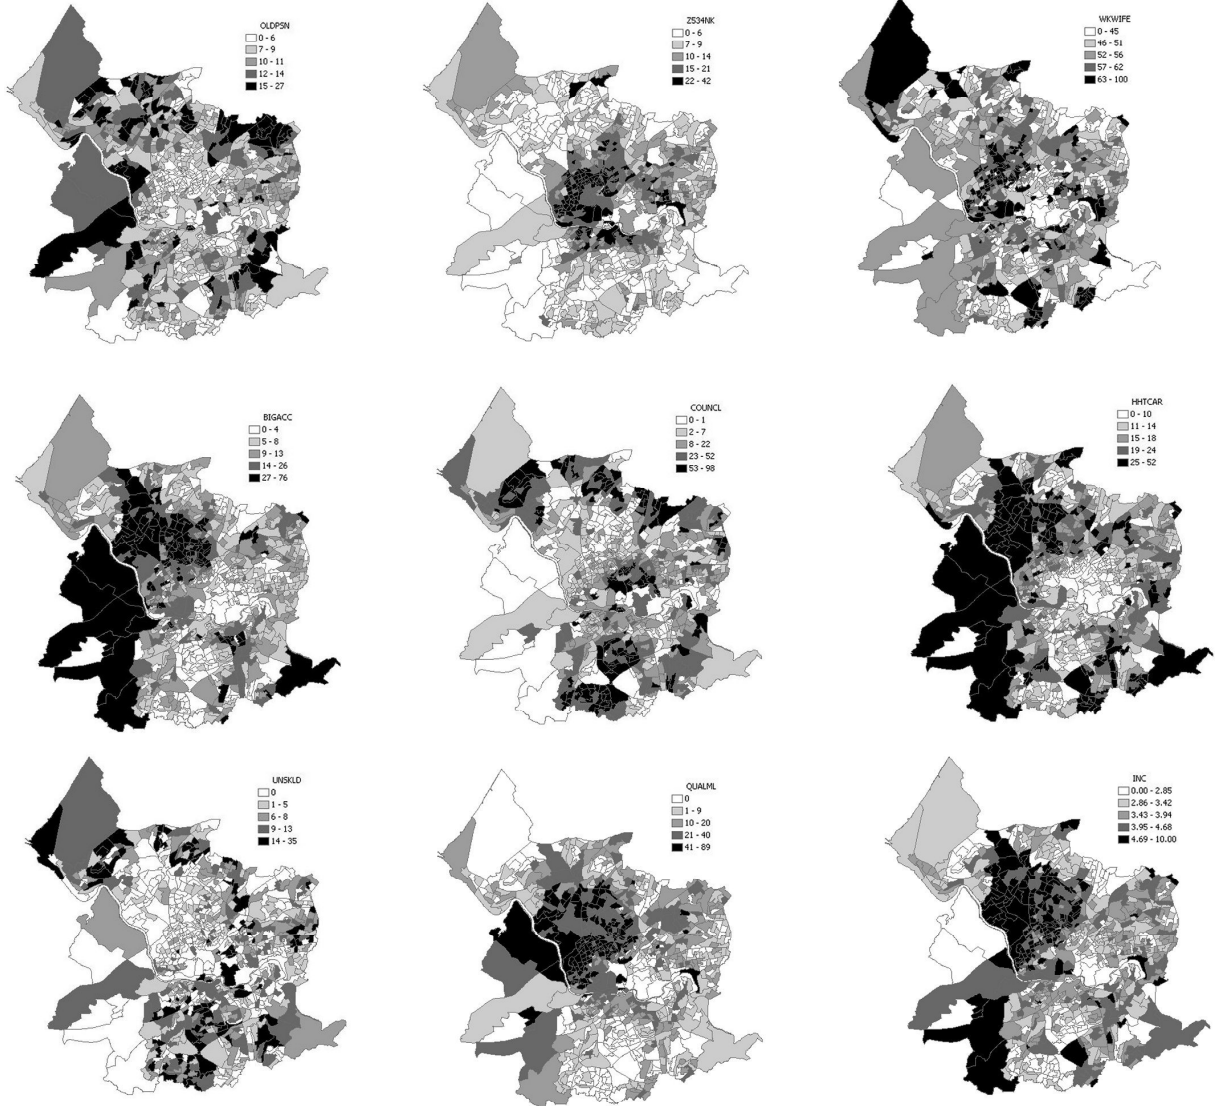 OLDPSN
0 - 6
7 - 9
10 - 11
12 - 14
15 - 27
Z534NK
0 - 6
7 - 9
10 - 14
15 - 21
22 - 42
WKWIFE
0 - 45
46 - 51
52 - 56
57 - 62
63 - 100
BIGACC
0 - 4
5 - 8
9 - 13
14 - 26
27 - 76
COUNCL
0 - 1
2 - 7
8 - 22
23 - 52
53 - 98
HHTCAR
0 - 10
11 - 14
15 - 18
19 - 24
25 - 52
UNSKLD
0
1 - 5
6 - 8
9 - 13
14 - 35
QUALML
0
1 - 9
10 - 20
21 - 40
41 - 89
INC
0.00 - 2.85
2.86 - 3.42
3.43 - 3.94
3.95 - 4.68
4.69 - 10.00